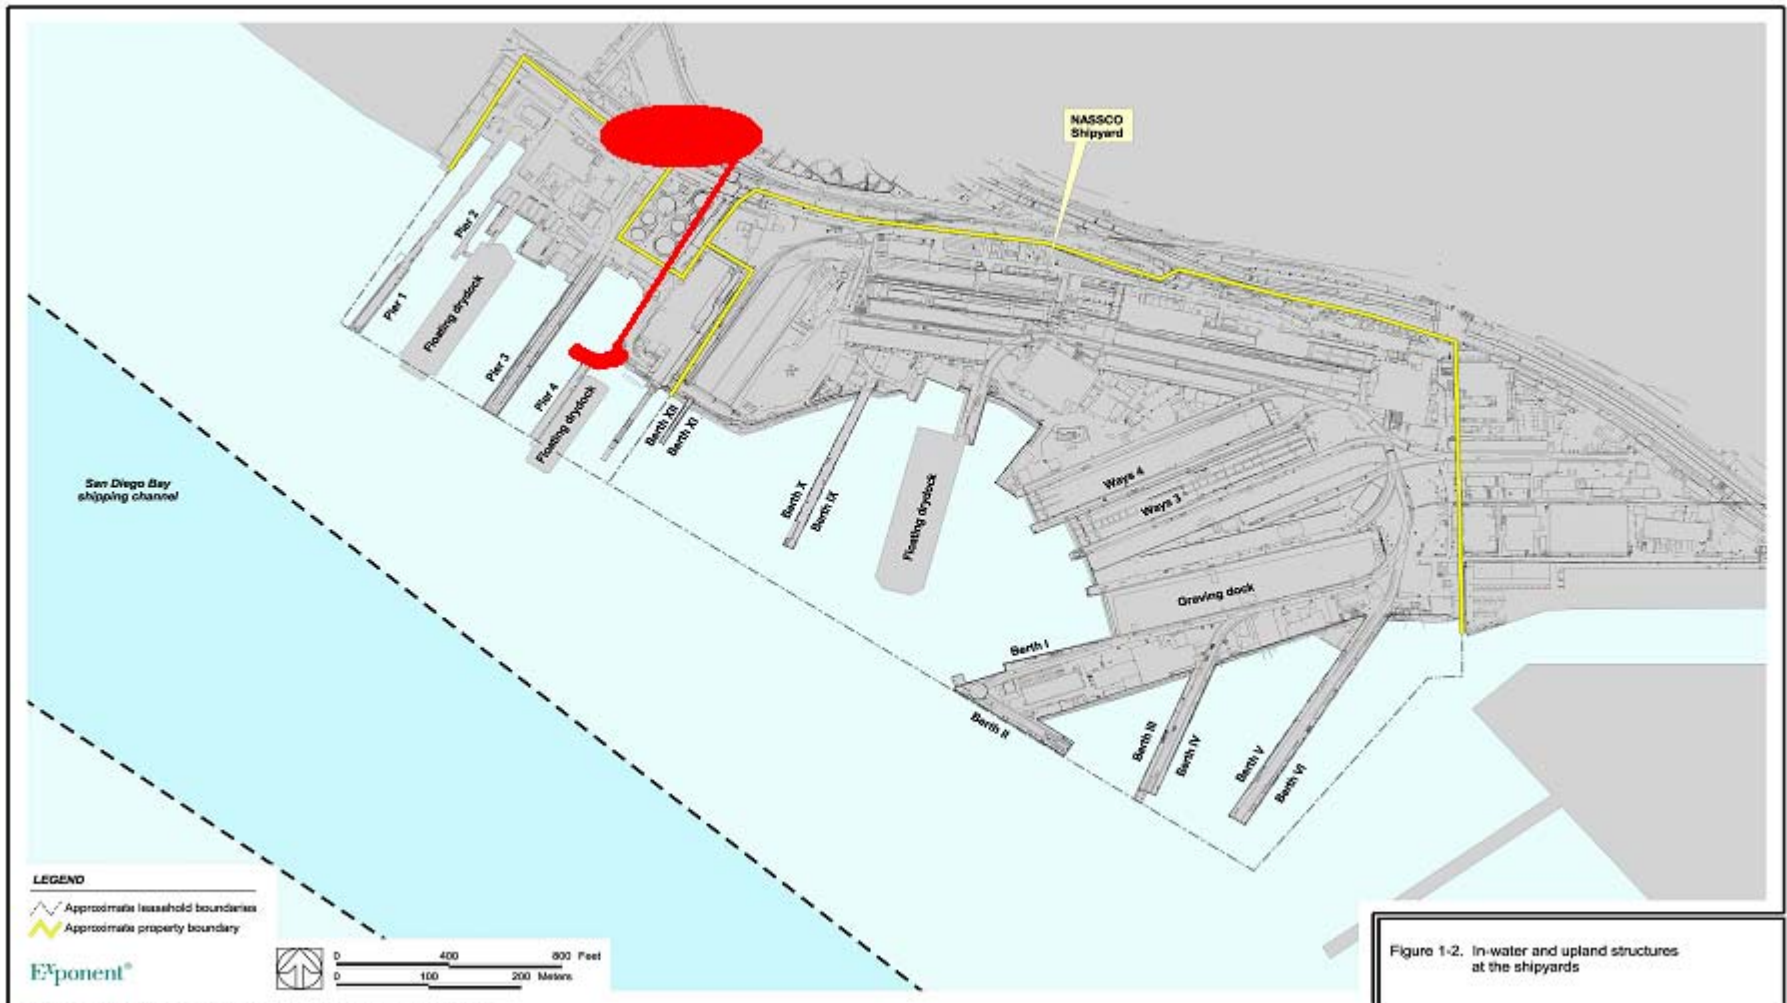 NASSCO
Shipyard
Pier 1
Pier 2
Floating drydock
Pier 3
Pier 4
Floating drydock
Berth XII
Berth XI
Berth X
Berth IX
Floating drydock
Ways 4
Ways 3
Graving dock
Berth I
Berth II
Berth III
Berth IV
Berth V
Berth VI
San Diego Bay
shipping channel
LEGEND
Approximate leasehold boundaries
Approximate property boundary
Exponent®
0 400 800 Feet
0 100 200 Meters
Figure 1-2. In-water and upland structures
at the shipyards